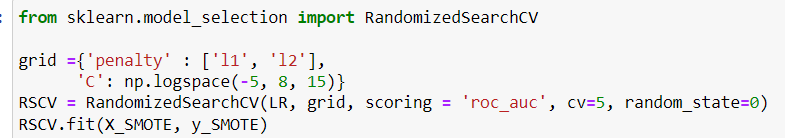 : from sklearn.model_selection import RandomizedSearchCV
grid ={'penalty' : ['l1', 'l2'],
'C': np.logspace(-5, 8, 15)}
RSCV = RandomizedSearchCV(LR, grid, scoring = 'roc_auc', cv=5, random_state=0)
RSCV.fit(X_SMOTE, y_SMOTE)